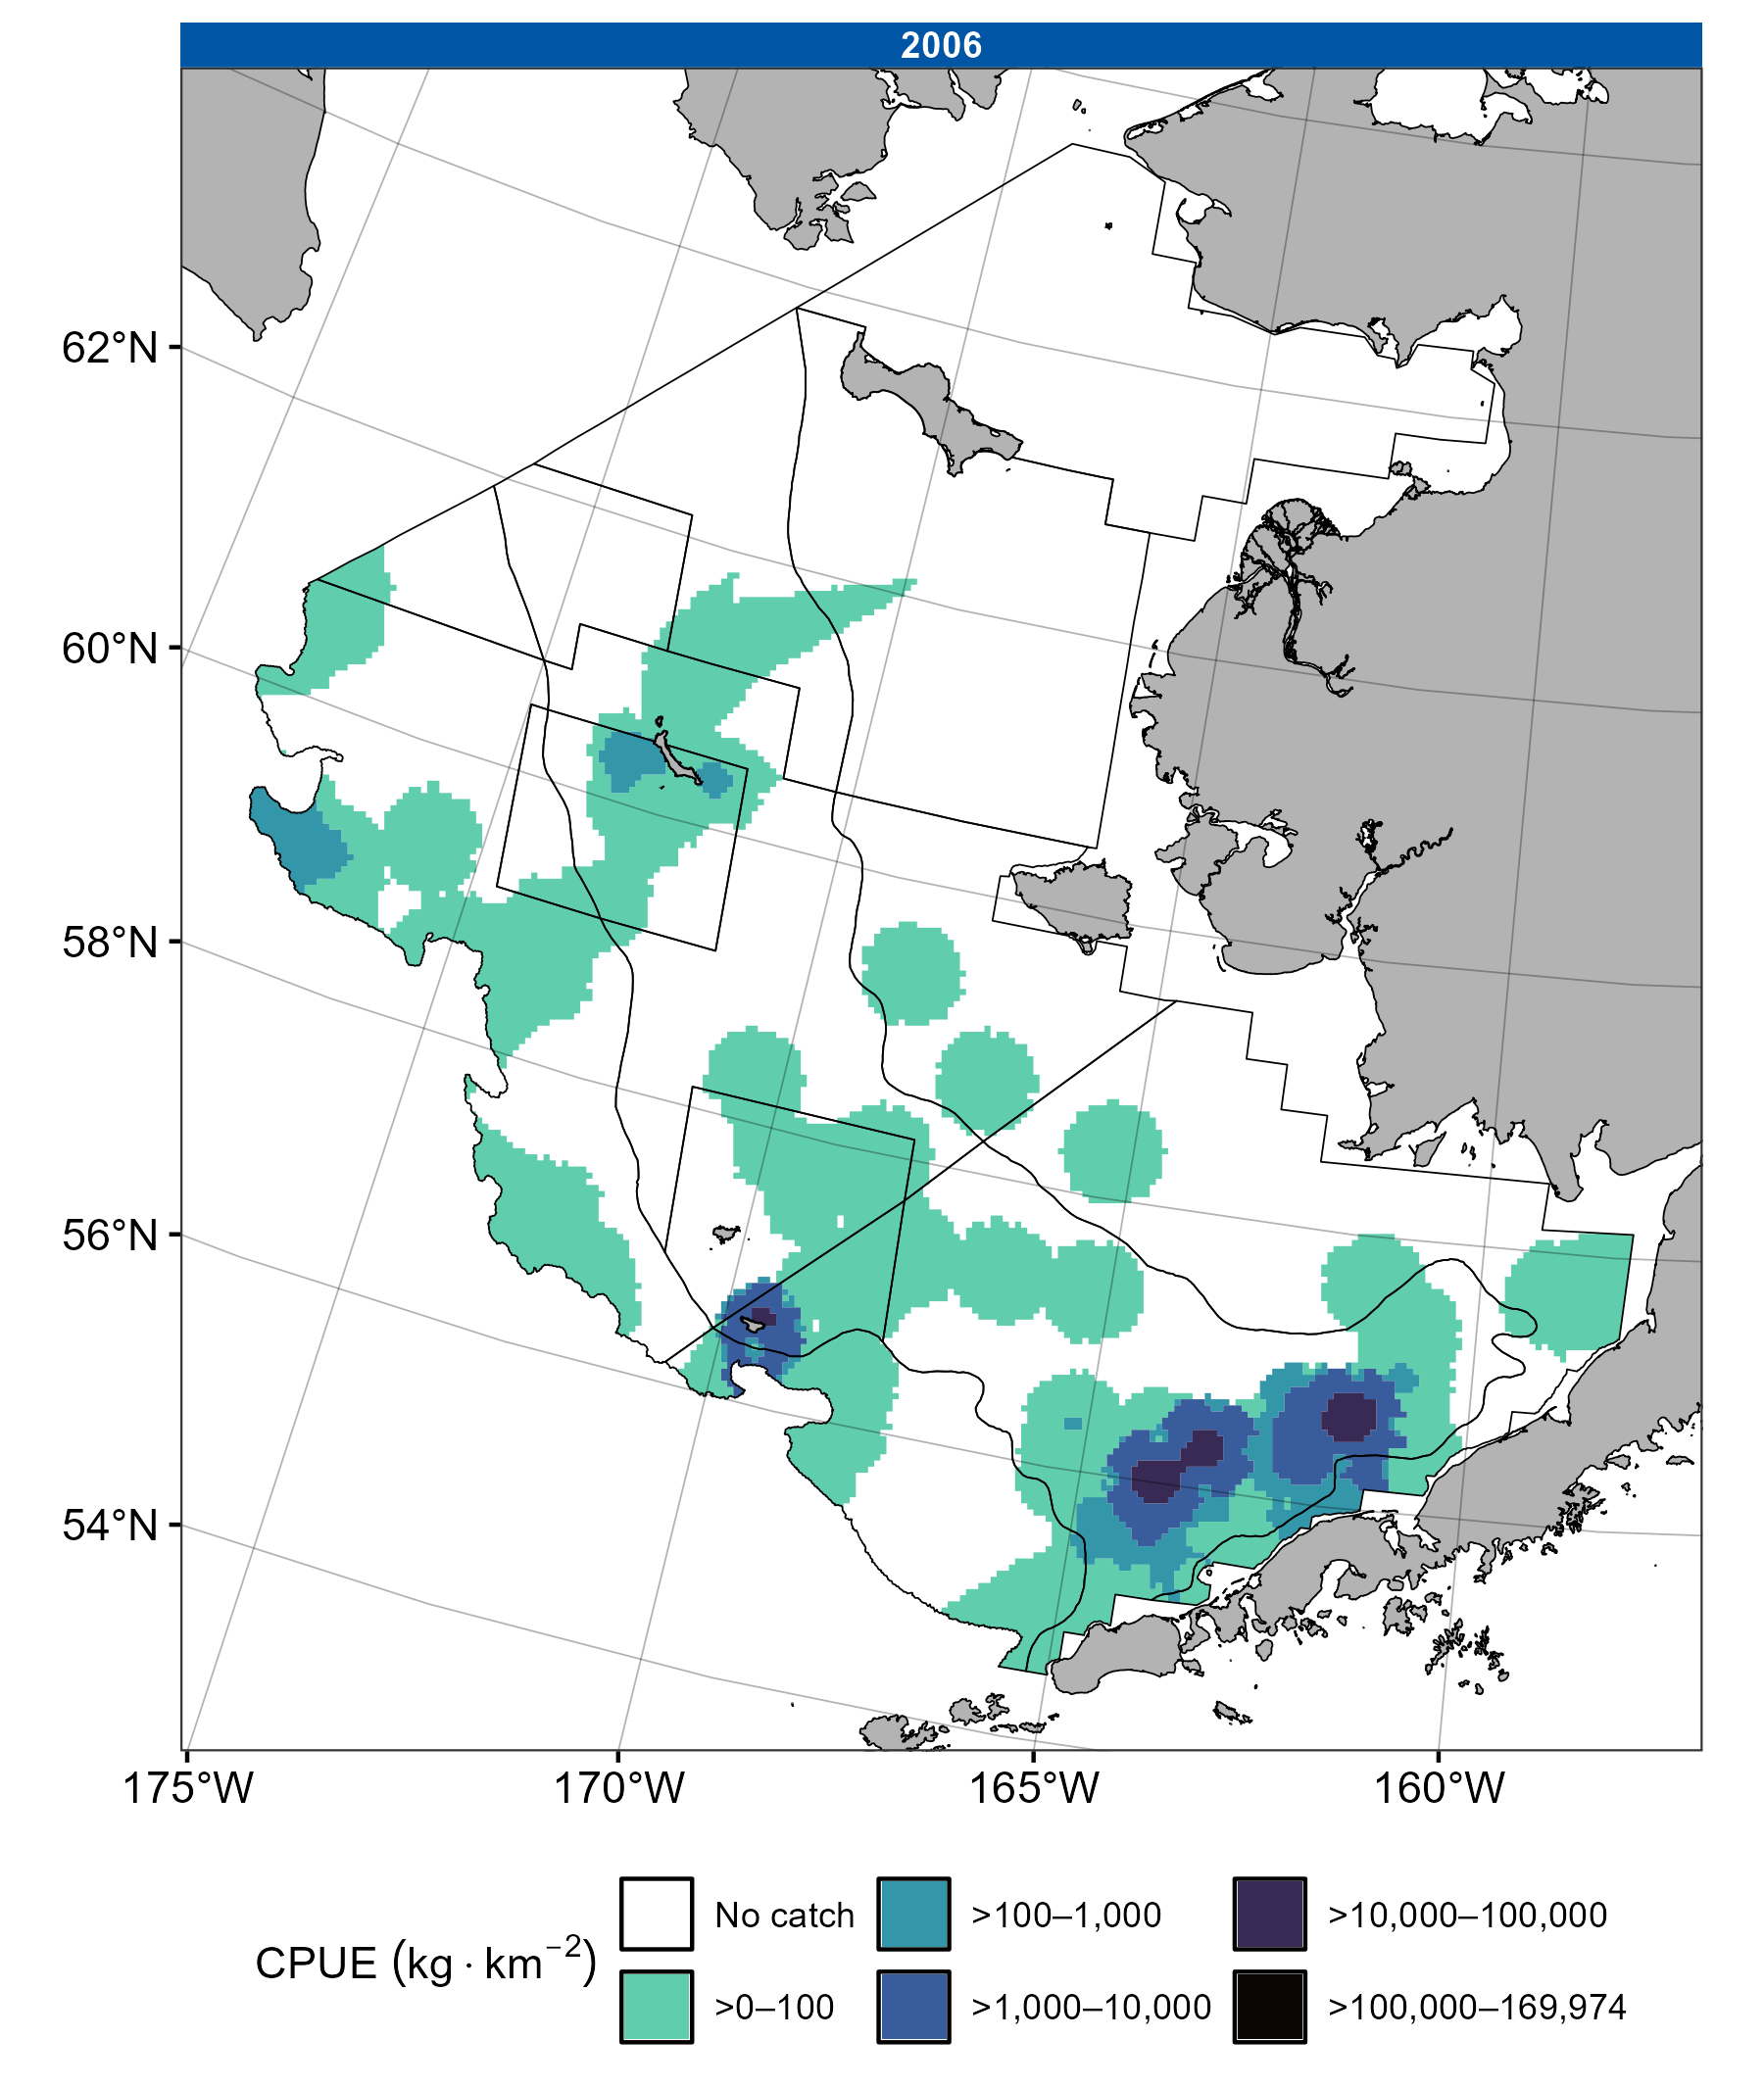 2006
62°N
60°N
58°N
56°N
54°N
175°W 170°W 165°W 160°W
CPUE (kg · km⁻²)
No catch
>0–100
>100–1,000
>1,000–10,000
>10,000–100,000
>100,000–169,974